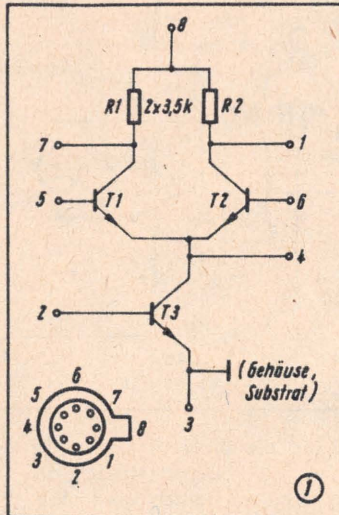 8
R1 2x3,5k R2
7 1
5 T1 T2 6
4
2 T3
(Gehäuse,
Substrat)
3
6
5 7
4 8
3 1
2
1